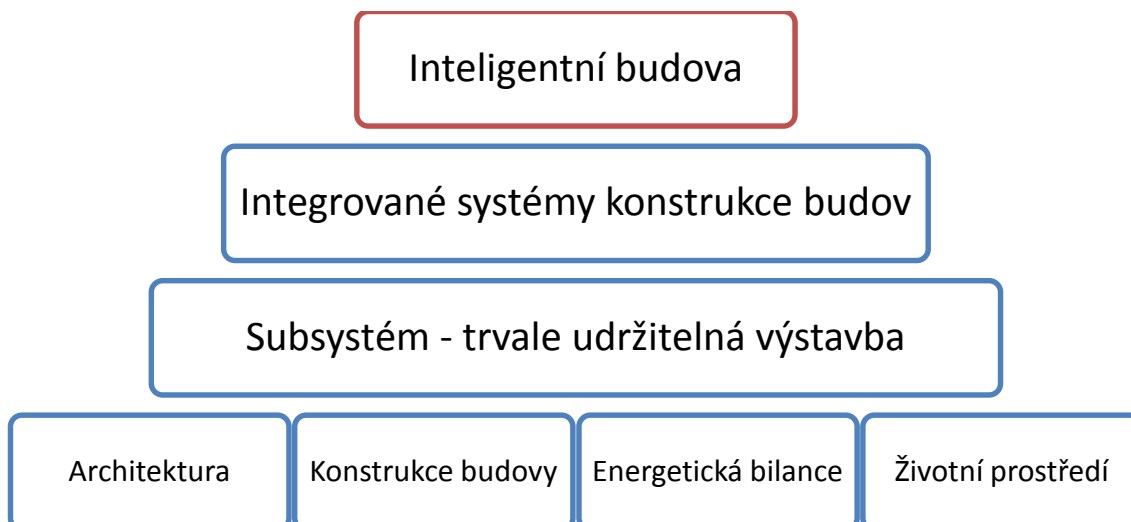 Inteligentní budova
Integrované systémy konstrukce budov
Subsystém - trvale udržitelná výstavba
Architektura
Konstrukce budovy
Energetická bilance
Životní prostředí